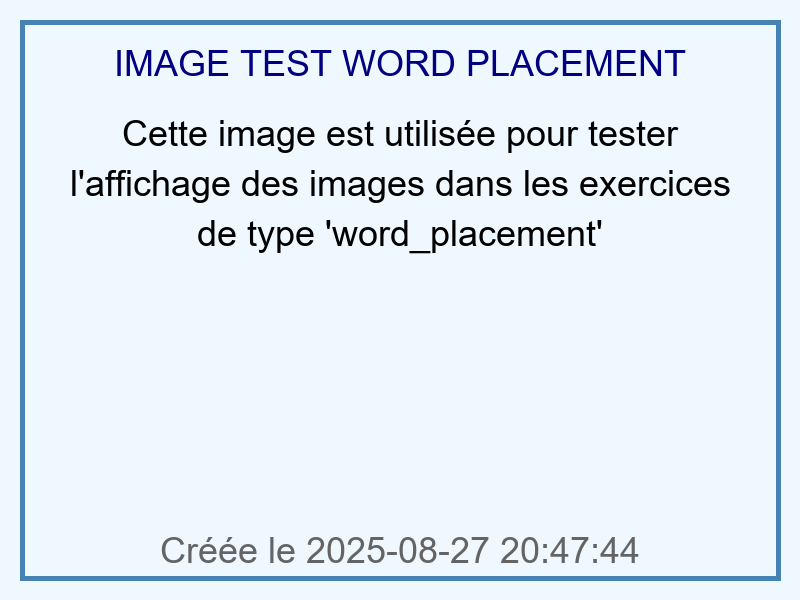 IMAGE TEST WORD PLACEMENT
Cette image est utilisée pour tester
l'affichage des images dans les exercices
de type 'word_placement'
Créée le 2025-08-27 20:47:44